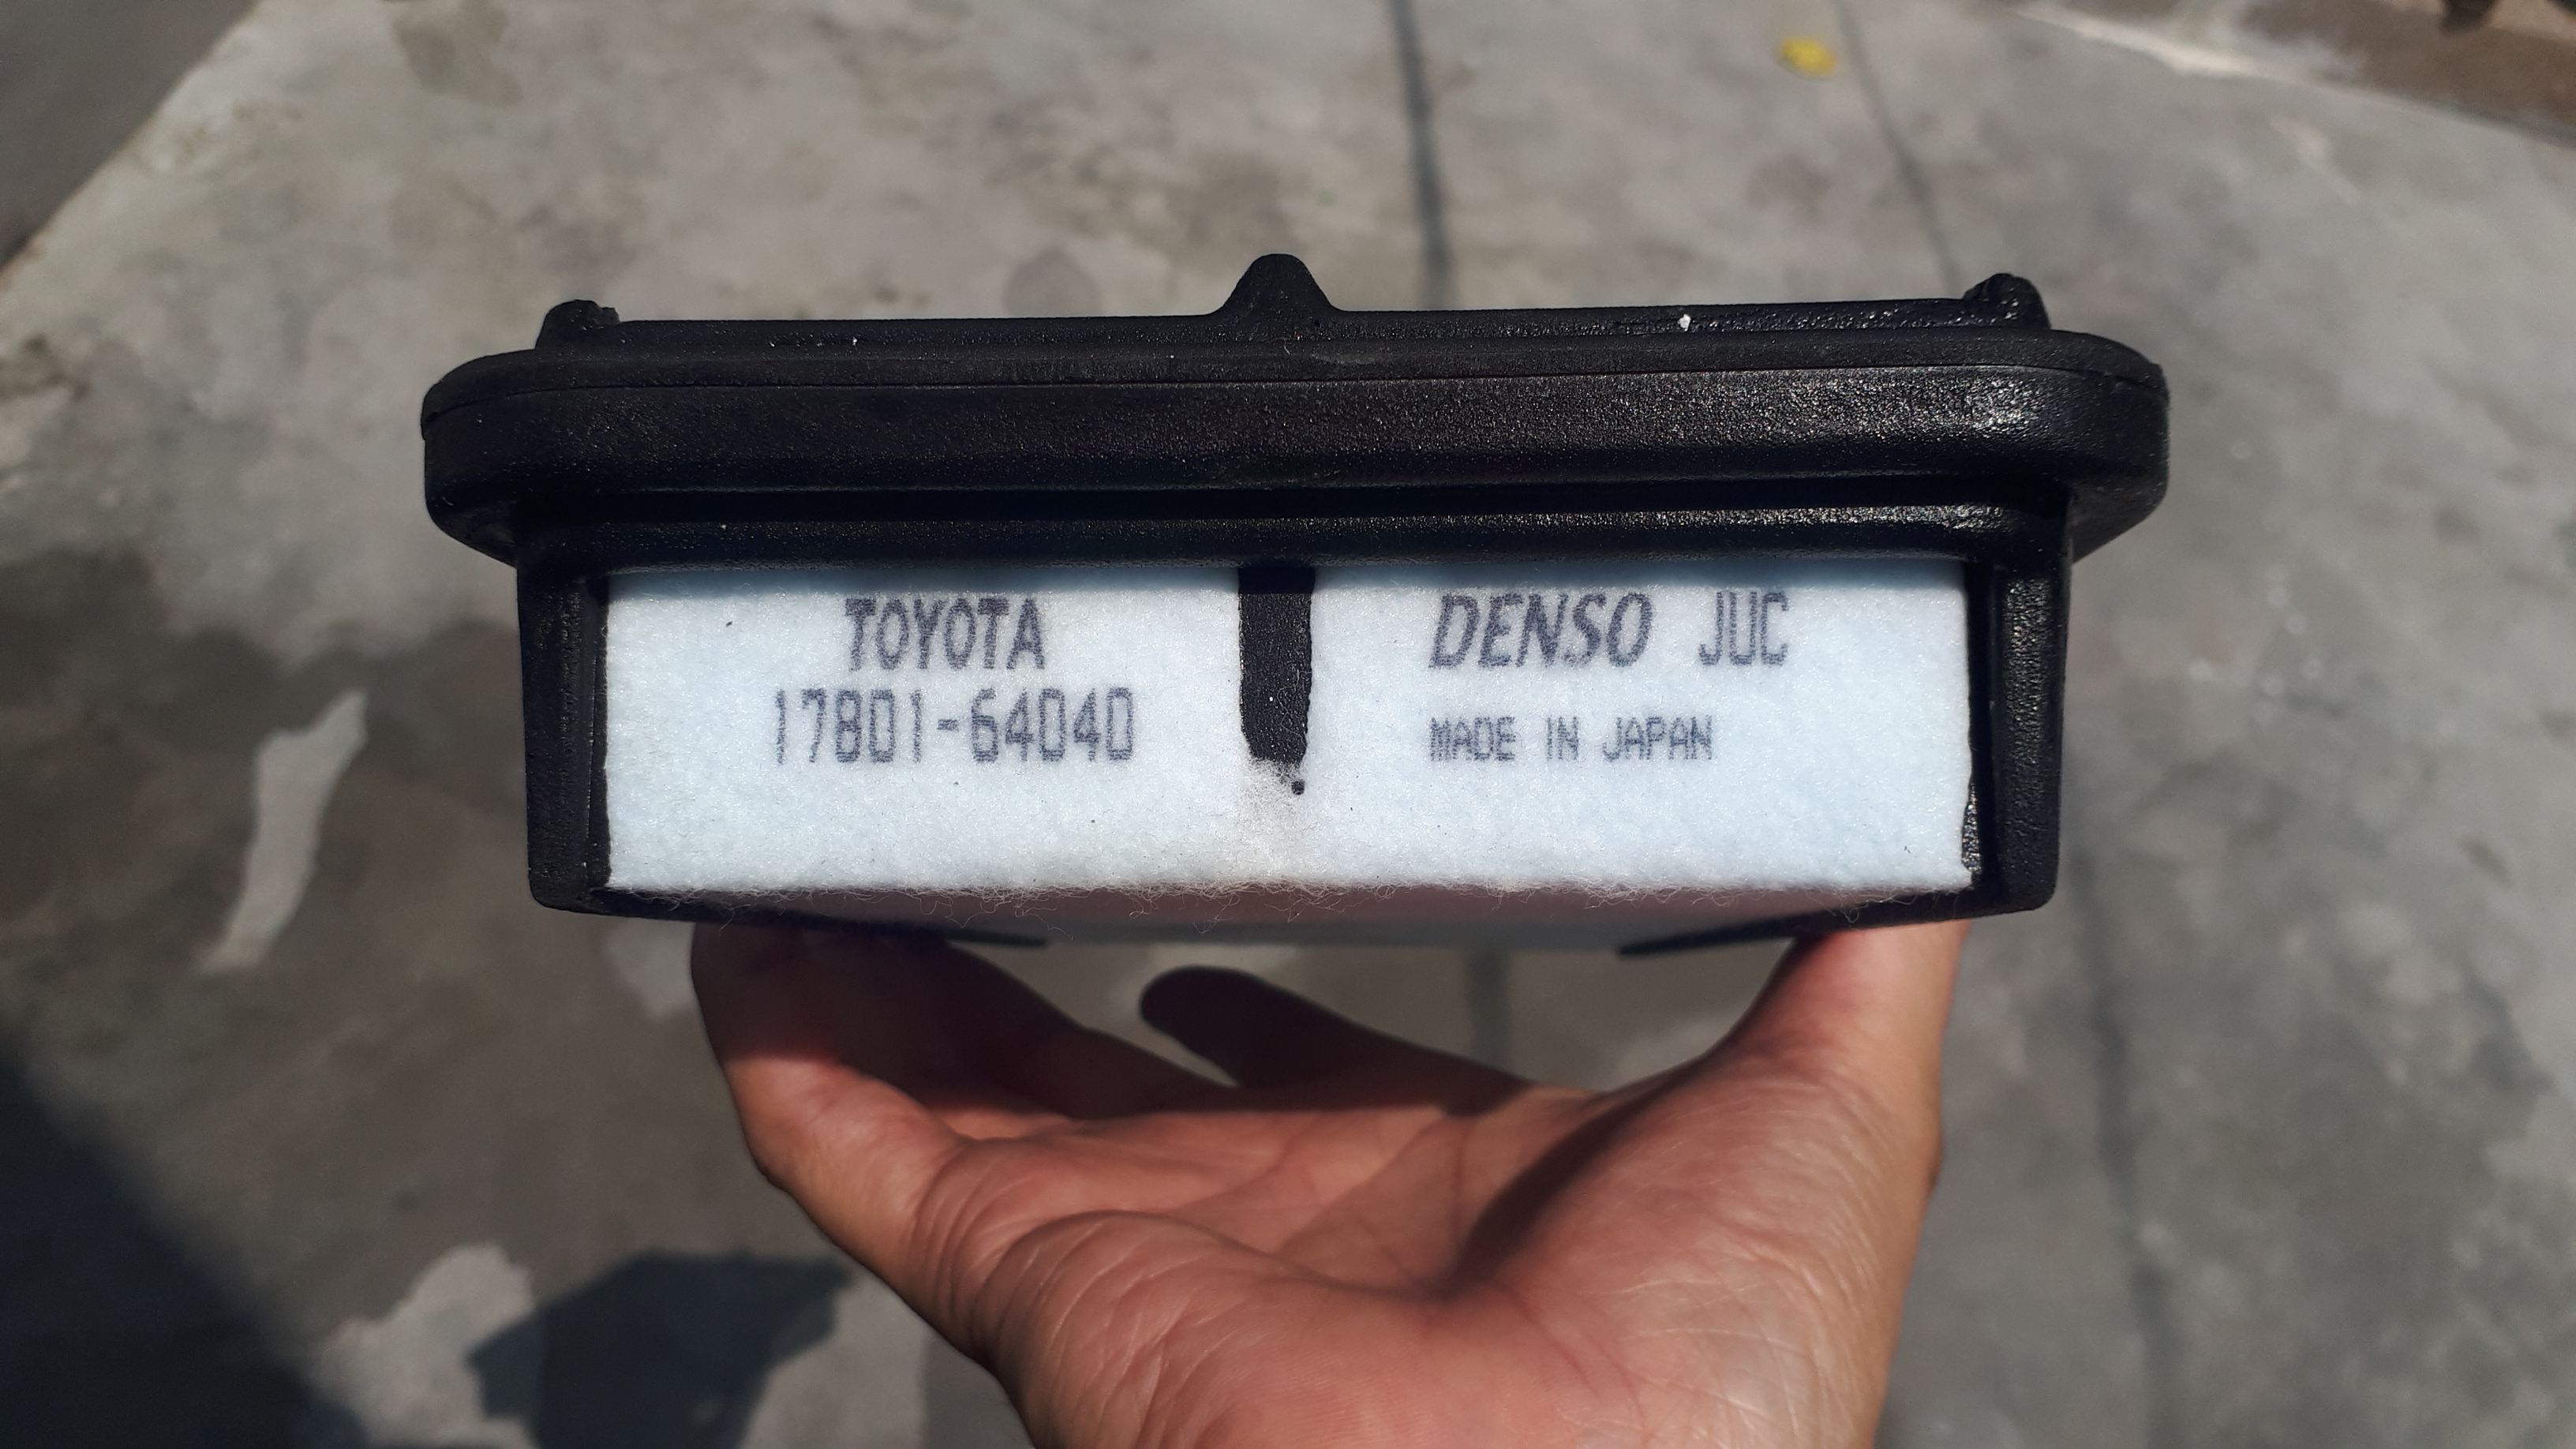 TOYOTA
17801-64040
DENSO JUC
MADE IN JAPAN